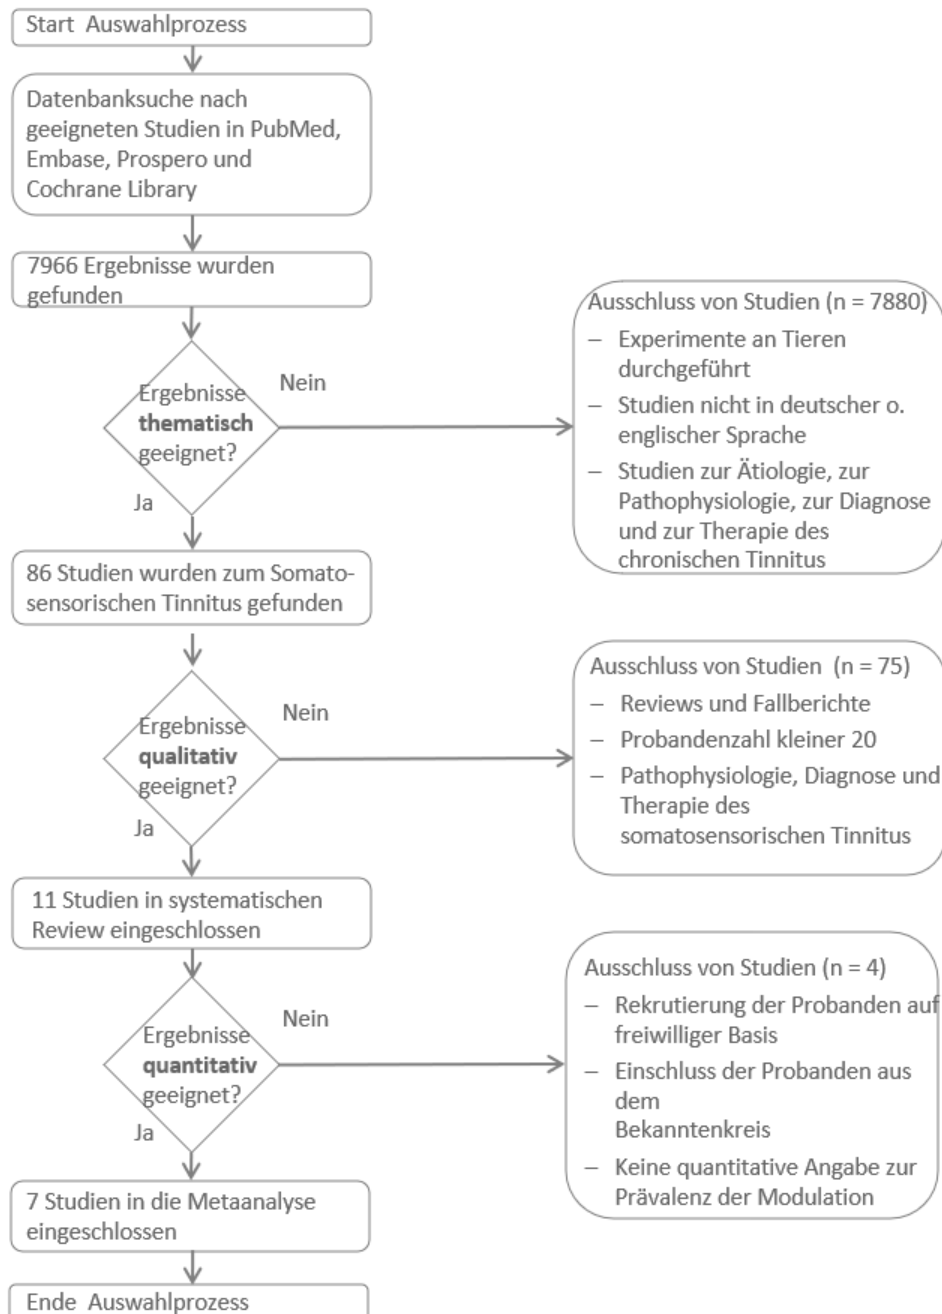 Start Auswahlprozess
Datenbanksuche nach
geeigneten Studien in PubMed,
Embase, Prospero und
Cochrane Library
7966 Ergebnisse wurden
gefunden
Ergebnisse
thematisch
geeignet?
Nein
Ja
Ausschluss von Studien (n = 7880)
– Experimente an Tieren
durchgeführt
– Studien nicht in deutscher o.
englischer Sprache
– Studien zur Ätiologie, zur
Pathophysiologie, zur Diagnose
und zur Therapie des
chronischen Tinnitus
86 Studien wurden zum Somato-
sensorischen Tinnitus gefunden
Ergebnisse
qualitativ
geeignet?
Nein
Ja
Ausschluss von Studien (n = 75)
– Reviews und Fallberichte
– Probandenzahl kleiner 20
– Pathophysiologie, Diagnose und
Therapie des
somatosensorischen Tinnitus
11 Studien in systematischen
Review eingeschlossen
Ergebnisse
quantitativ
geeignet?
Nein
Ja
Ausschluss von Studien (n = 4)
– Rekrutierung der Probanden auf
freiwilliger Basis
– Einschluss der Probanden aus
dem
Bekanntenkreis
– Keine quantitative Angabe zur
Prävalenz der Modulation
7 Studien in die Metaanalyse
eingeschlossen
Ende Auswahlprozess